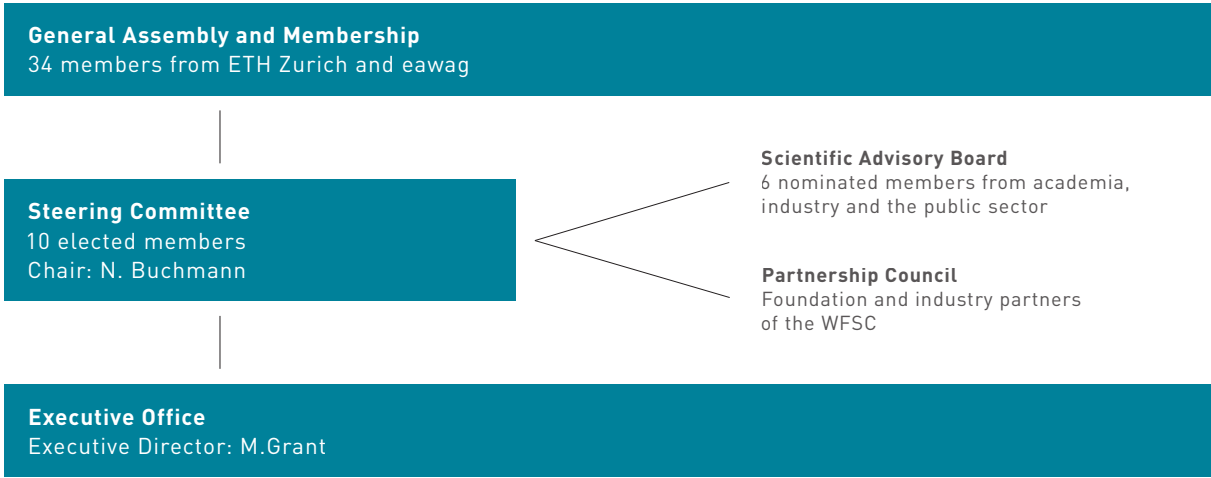 General Assembly and Membership
34 members from ETH Zurich and eawag
Steering Committee
10 elected members
Chair: N. Buchmann
Scientific Advisory Board
6 nominated members from academia,
industry and the public sector
Partnership Council
Foundation and industry partners
of the WFSC
Executive Office
Executive Director: M.Grant